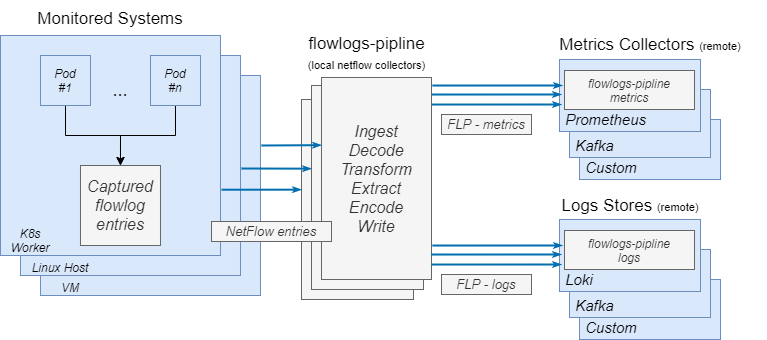 Monitored Systems
Pod
#1
...
Pod
#n
Captured
flowlog
entries
K8s
Worker
Linux Host
VM
NetFlow entries
flowlogs-pipline
(local netflow collectors)
Ingest
Decode
Transform
Extract
Encode
Write
FLP - metrics
FLP - logs
Metrics Collectors (remote)
flowlogs-pipline
metrics
Prometheus
Kafka
Custom
Logs Stores (remote)
flowlogs-pipline
logs
Loki
Kafka
Custom